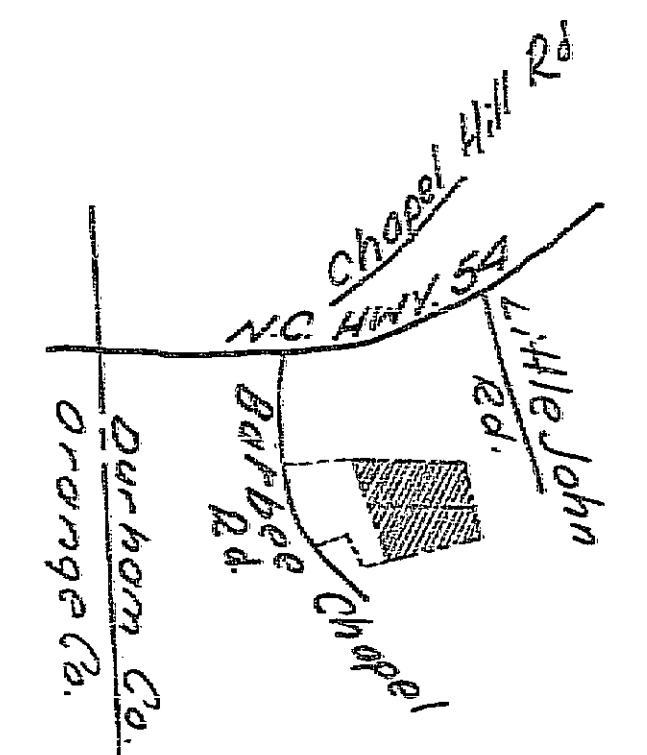 Chapel Hill Rd
N.C. HWY. 54
Little John
Rd.
Barbee
Rd.
Chapel
Durham Co.
Orange Co.